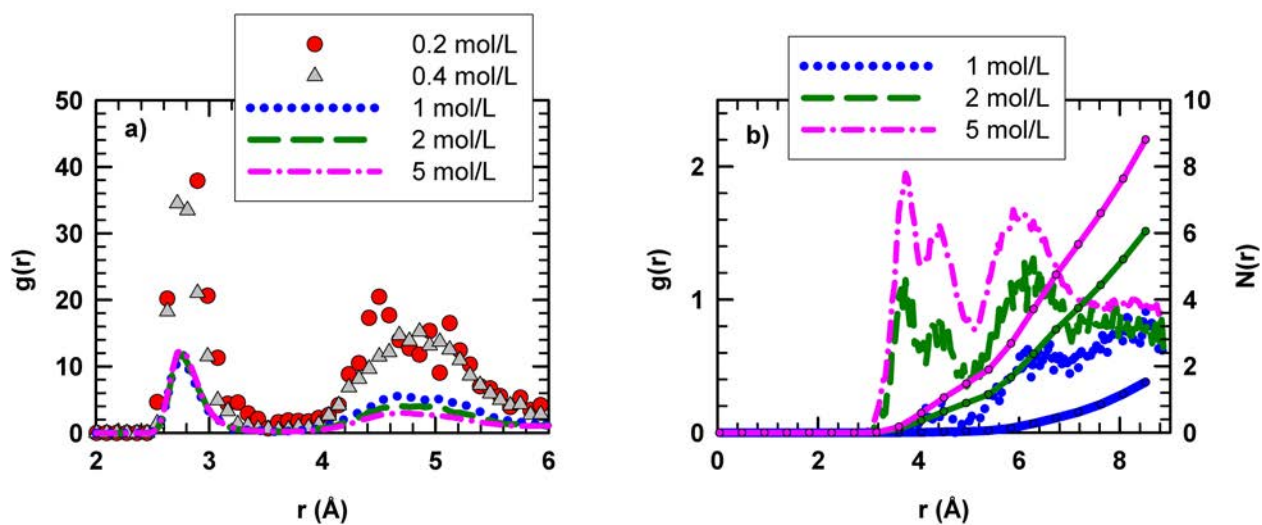 0.2 mol/L
0.4 mol/L
1 mol/L
2 mol/L
5 mol/L
a)
50
40
30
20
10
0
g(r)
2 3 4 5 6
r (Å)
1 mol/L
2 mol/L
5 mol/L
b)
2
1
0
g(r)
10
8
6
4
2
0
N(r)
0 2 4 6 8
r (Å)